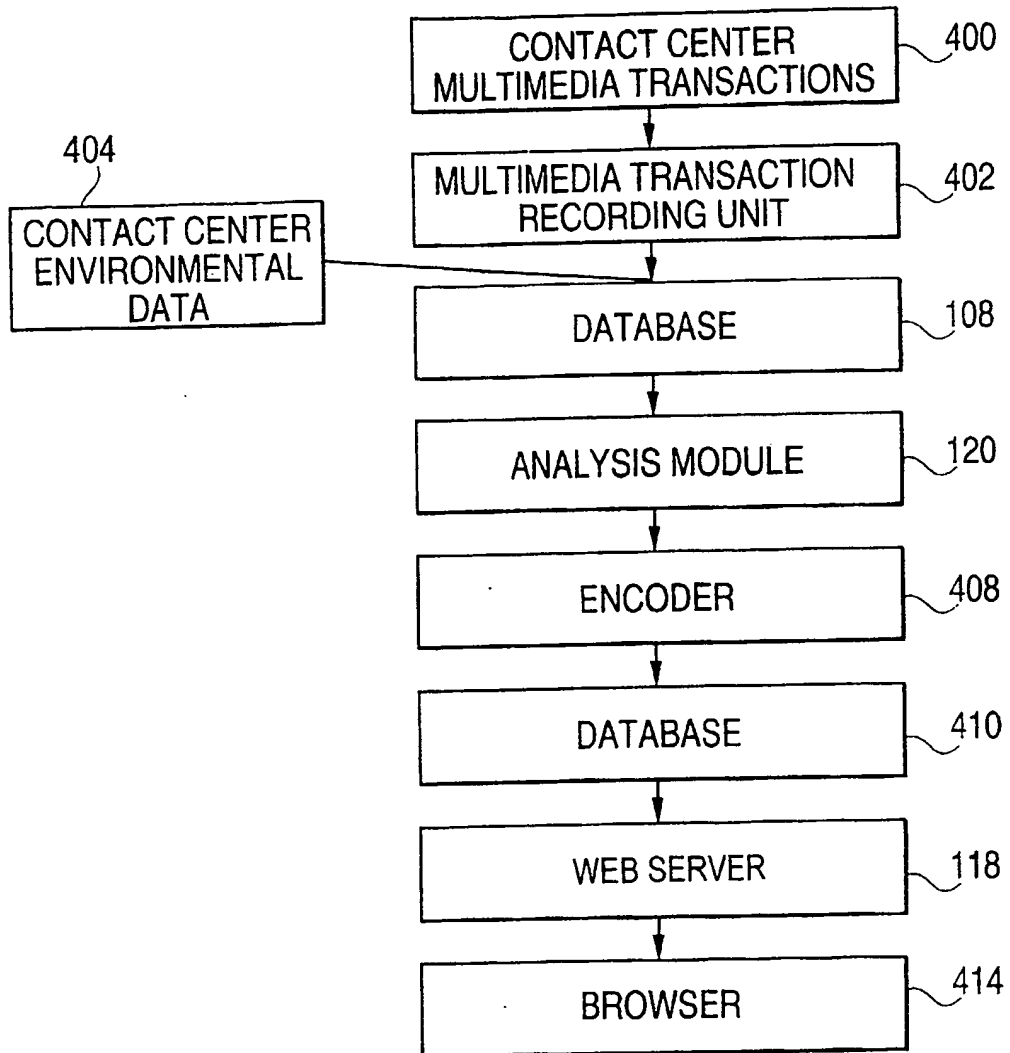 CONTACT CENTER
MULTIMEDIA TRANSACTIONS
400
404
MULTIMEDIA TRANSACTION
RECORDING UNIT
402
CONTACT CENTER
ENVIRONMENTAL
DATA
DATABASE
108
ANALYSIS MODULE
120
ENCODER
408
DATABASE
410
WEB SERVER
118
BROWSER
414